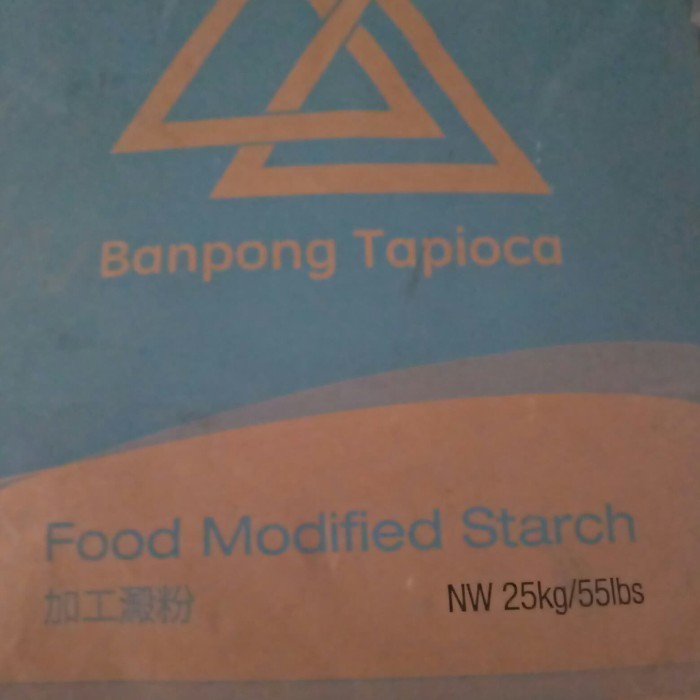 Banpong Tapioca
Food Modified Starch
加工澱粉
NW 25kg/55lbs